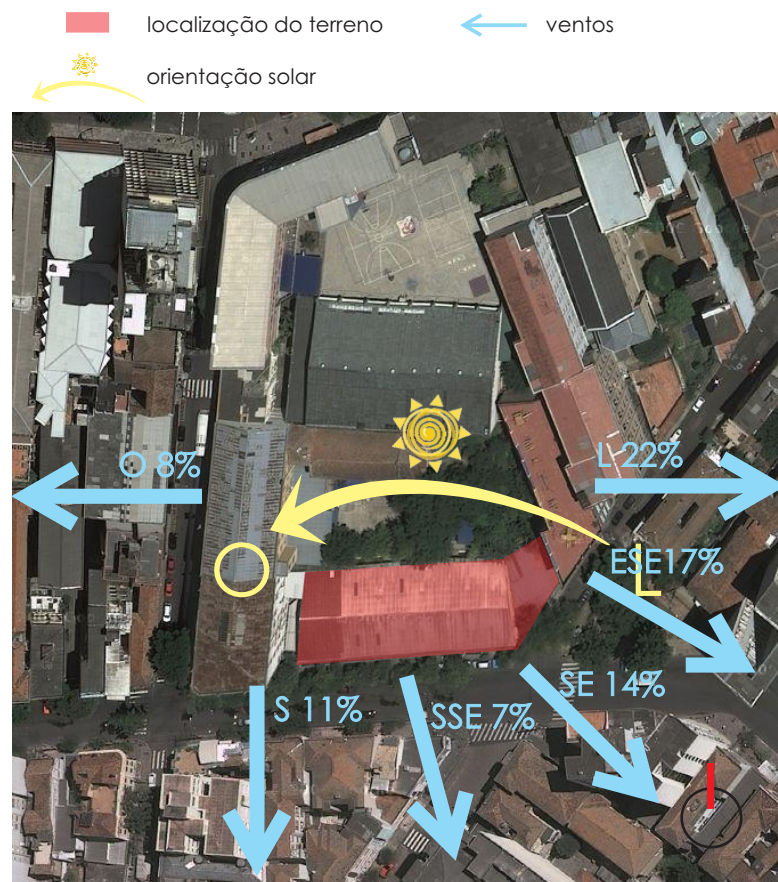 localização do terreno
ventos
orientação solar
O 8%
L 22%
ESE17%
L
SE 14%
S 11%
SSE 7%
O